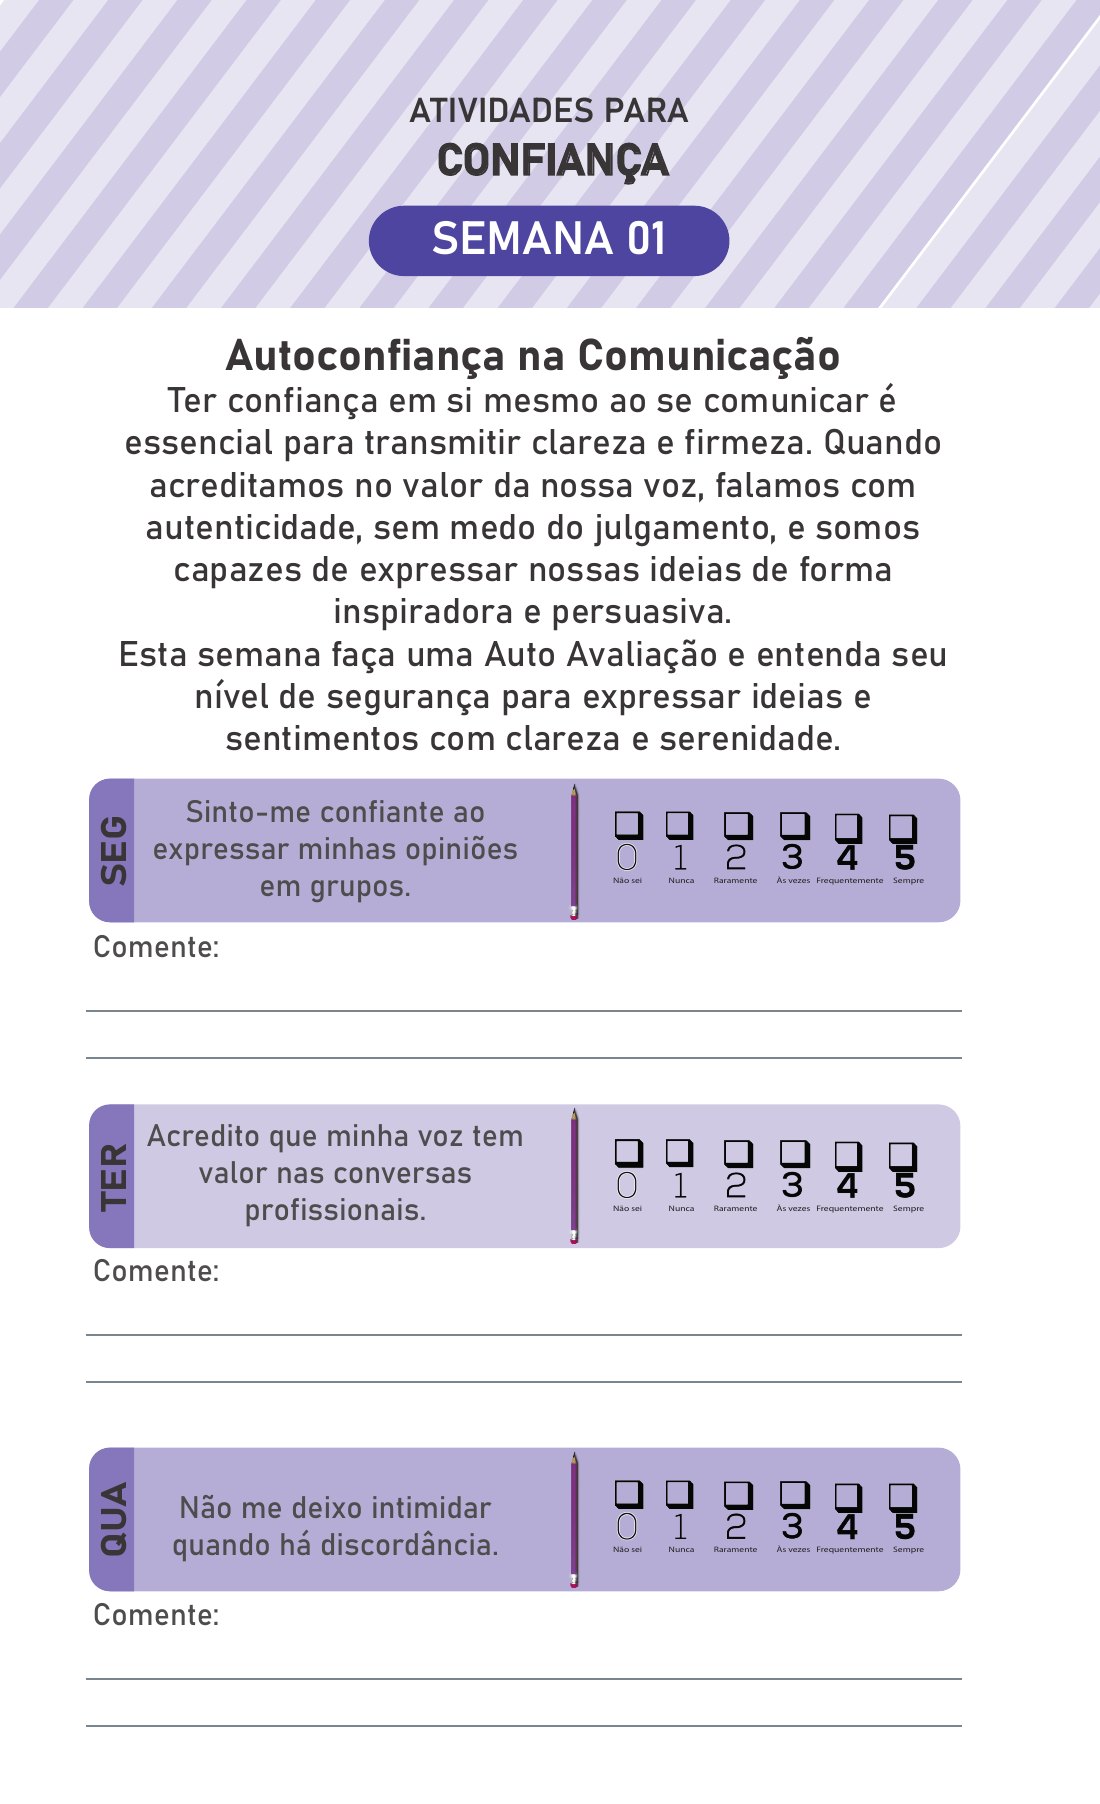 ATIVIDADES PARA
CONFIANÇA
SEMANA 01
Autoconfiança na Comunicação
Ter confiança em si mesmo ao se comunicar é
essencial para transmitir clareza e firmeza. Quando
acreditamos no valor da nossa voz, falamos com
autenticidade, sem medo do julgamento, e somos
capazes de expressar nossas ideias de forma
inspiradora e persuasiva.
Esta semana faça uma Auto Avaliação e entenda seu
nível de segurança para expressar ideias e
sentimentos com clareza e serenidade.
SEG
Sinto-me confiante ao
expressar minhas opiniões
em grupos.
0 1 2 3 4 5
Não sei Nunca Raramente Às vezes Frequentemente Sempre
Comente:
TER
Acredito que minha voz tem
valor nas conversas
profissionais.
0 1 2 3 4 5
Não sei Nunca Raramente Às vezes Frequentemente Sempre
Comente:
QUA
Não me deixo intimidar
quando há discordância.
0 1 2 3 4 5
Não sei Nunca Raramente Às vezes Frequentemente Sempre
Comente: